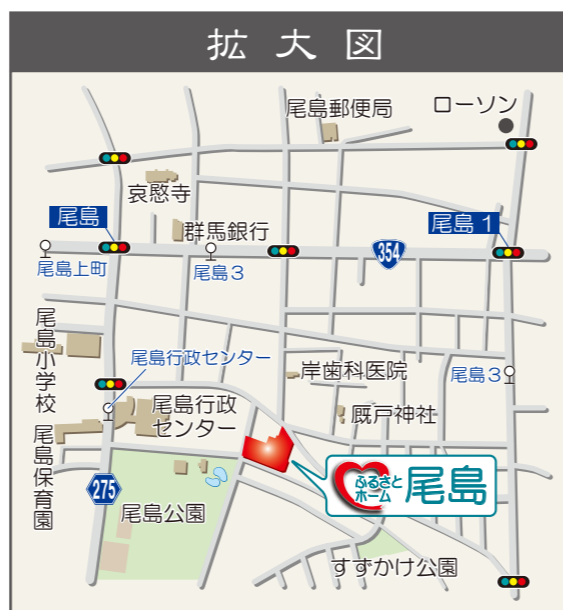 拡大図
尾島郵便局
ローソン
哀愍寺
尾島
群馬銀行
尾島1
尾島上町
尾島3
354
尾島小学校
尾島行政センター
岸歯科医院
尾島3
尾島行政
センター
厩戸神社
尾島保育園
275
尾島公園
ふるさと
ホーム
尾島
すずかけ公園